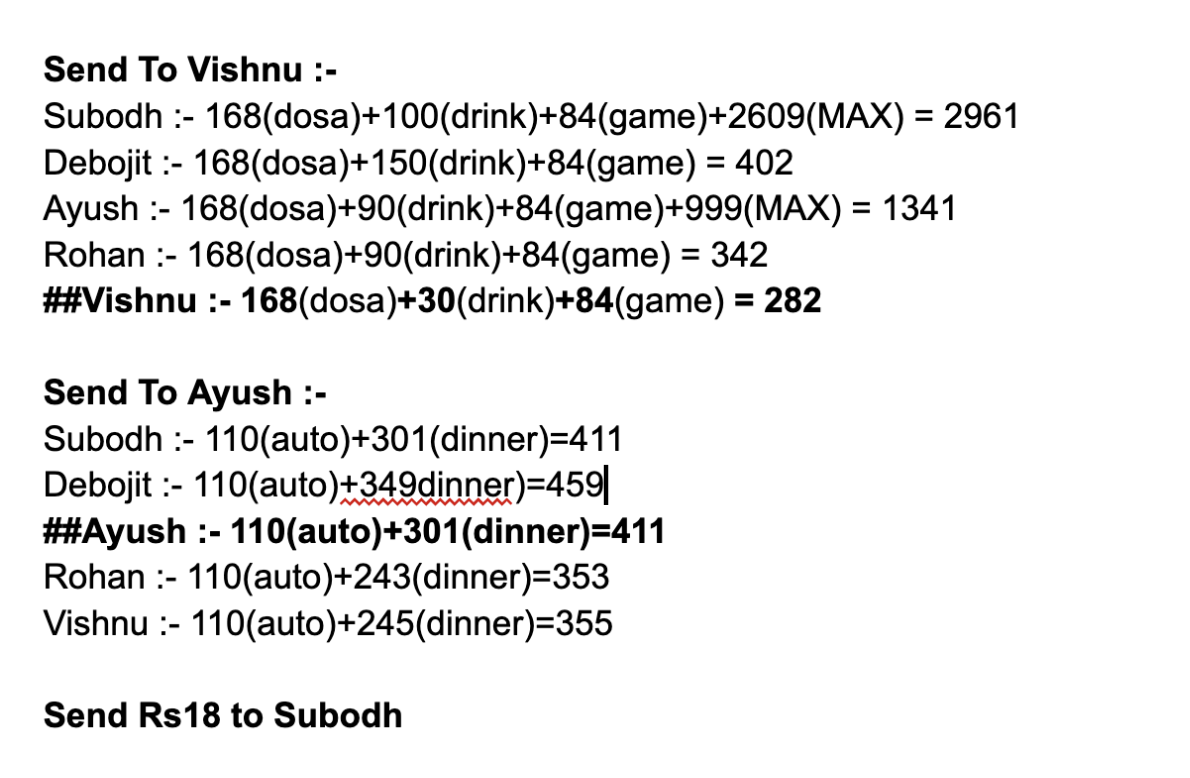 Send To Vishnu :-
Subodh :- 168(dosa)+100(drink)+84(game)+2609(MAX) = 2961
Debojit :- 168(dosa)+150(drink)+84(game) = 402
Ayush :- 168(dosa)+90(drink)+84(game)+999(MAX) = 1341
Rohan :- 168(dosa)+90(drink)+84(game) = 342
##Vishnu :- 168(dosa)+30(drink)+84(game) = 282
Send To Ayush :-
Subodh :- 110(auto)+301(dinner)=411
Debojit :- 110(auto)+349dinner)=459
##Ayush :- 110(auto)+301(dinner)=411
Rohan :- 110(auto)+243(dinner)=353
Vishnu :- 110(auto)+245(dinner)=355
Send Rs18 to Subodh